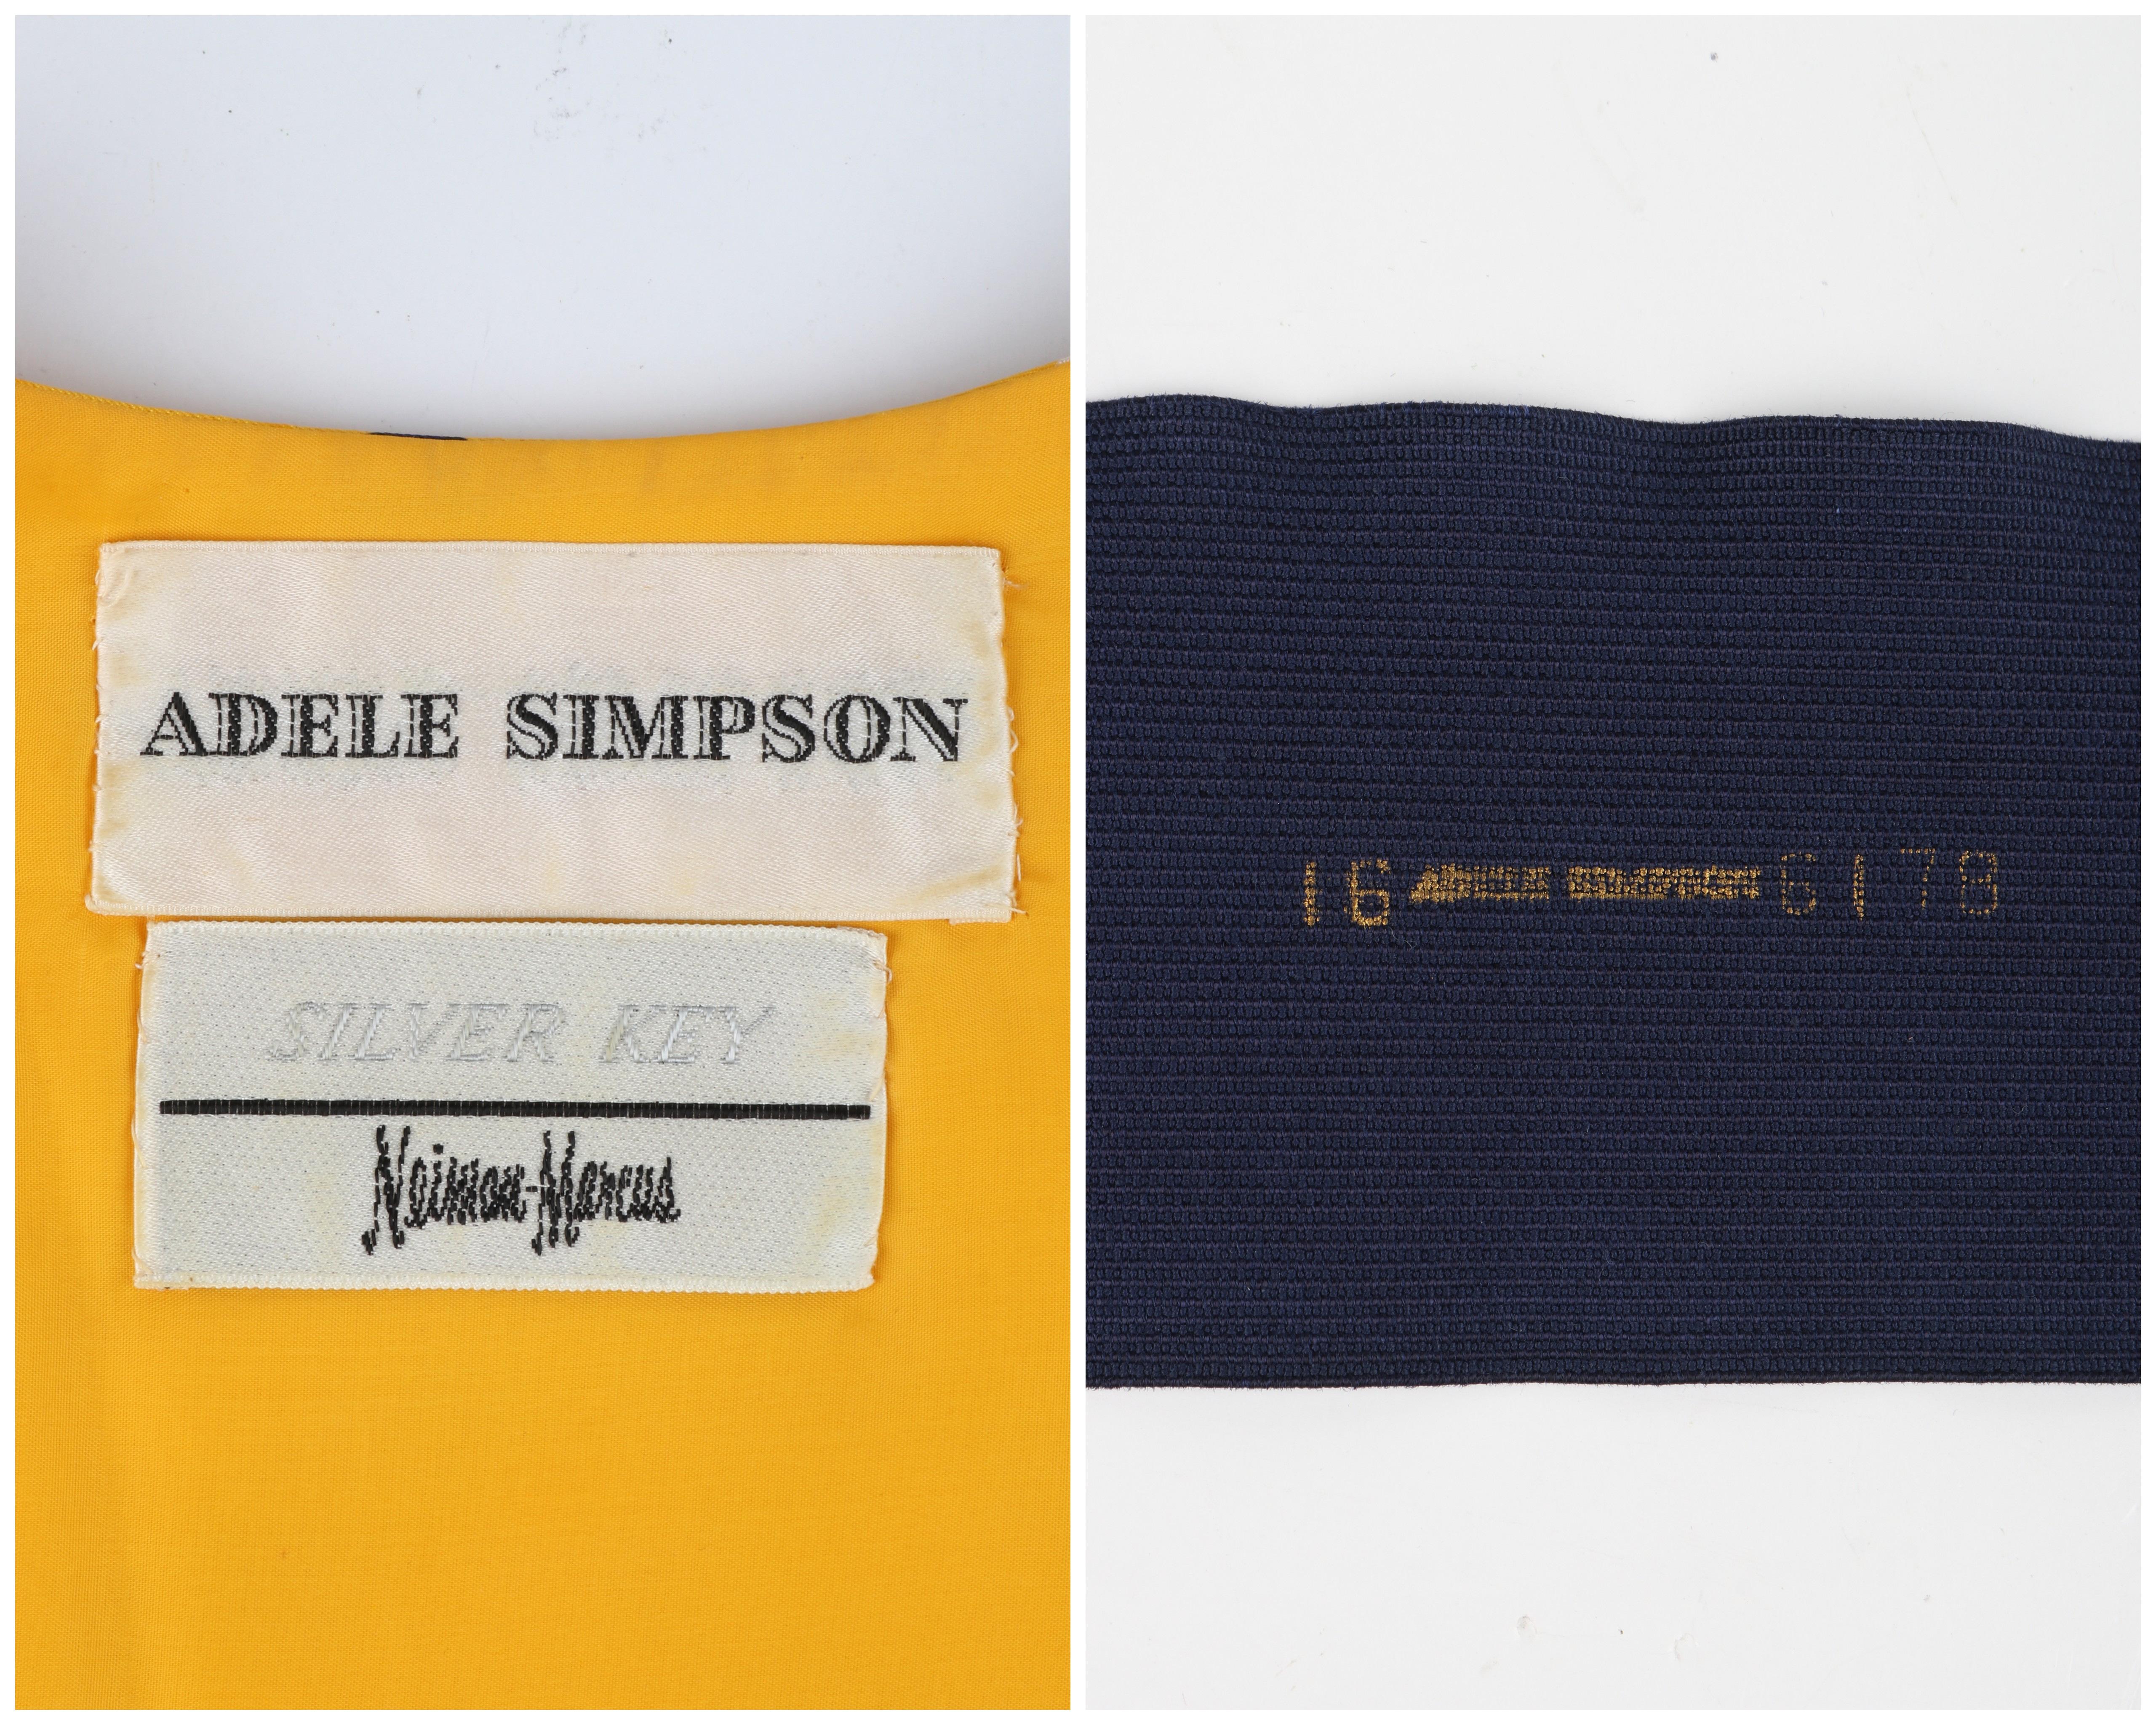 ADELE SIMPSON
SILVER KEY
Neiman-Marcus
16 ADELE SIMPSON 6178